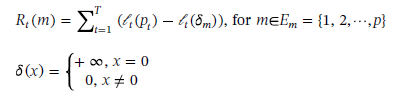 R_t(m) = ∑_{t=1}^{T} (ℓ_t(p_t) − ℓ_t(δ_m)), for m∈E_m = {1, 2,⋯,p}
δ(x) = { +∞, x = 0
0, x ≠ 0